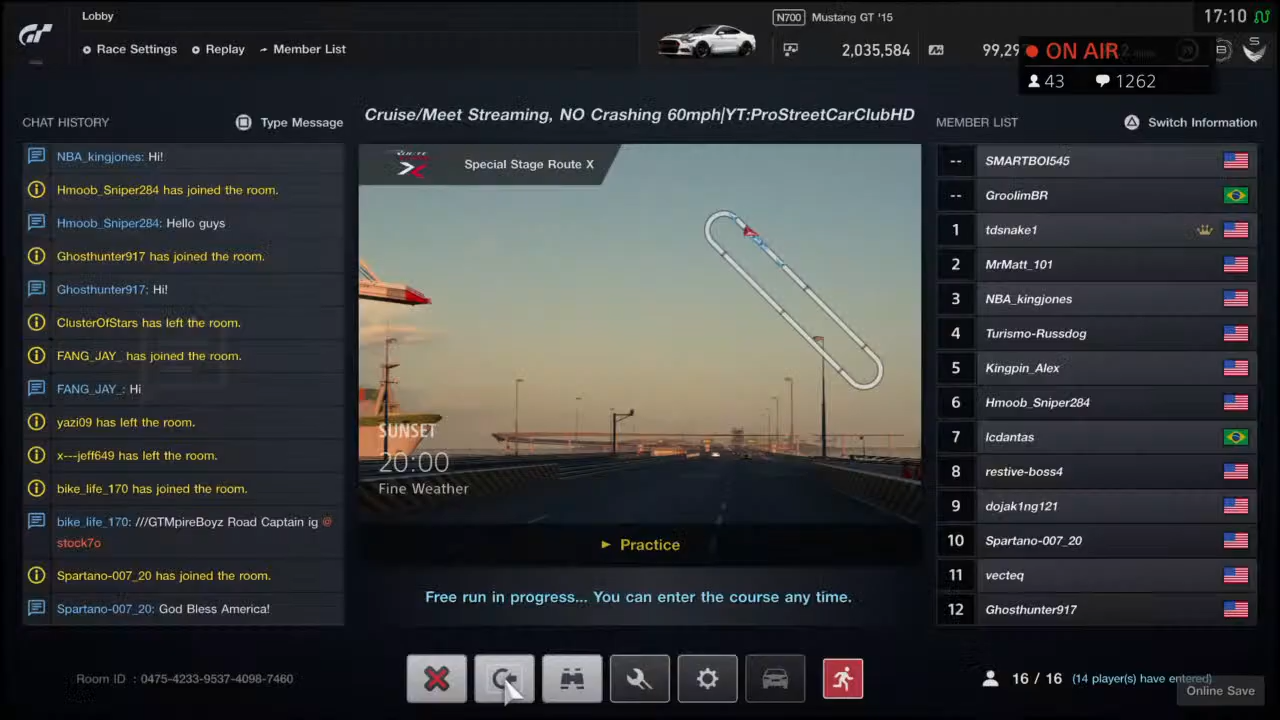 Lobby
Race Settings
Replay
Member List
N700 Mustang GT '15
2,035,584
99,29
17:10
ON AIR
43
1262
CHAT HISTORY
Type Message
Cruise/Meet Streaming, NO Crashing 60mph|YT:ProStreetCarClubHD
MEMBER LIST
Switch Information
NBA_kingjones: Hi!
Hmoob_Sniper284 has joined the room.
Hmoob_Sniper284: Hello guys
Ghosthunter917 has joined the room.
Ghosthunter917: Hi!
ClusterOfStars has left the room.
FANG_JAY_ has joined the room.
FANG_JAY_: Hi
yazi09 has left the room.
x---jeff649 has left the room.
bike_life_170 has joined the room.
bike_life_170: ///GTMpireBoyz Road Captain ig @
stock7o
Spartano-007_20 has joined the room.
Spartano-007_20: God Bless America!
Special Stage Route X
SUNSET
20:00
Fine Weather
Practice
Free run in progress... You can enter the course any time.
-- SMARTBOI545
-- GroolimBR
1 tdsnake1
2 MrMatt_101
3 NBA_kingjones
4 Turismo-Russdog
5 Kingpin_Alex
6 Hmoob_Sniper284
7 lcdantas
8 restive-boss4
9 dojak1ng121
10 Spartano-007_20
11 vecteq
12 Ghosthunter917
Room ID : 0475-4233-9537-4098-7460
16 / 16 (14 player(s) have entered)
Online Save